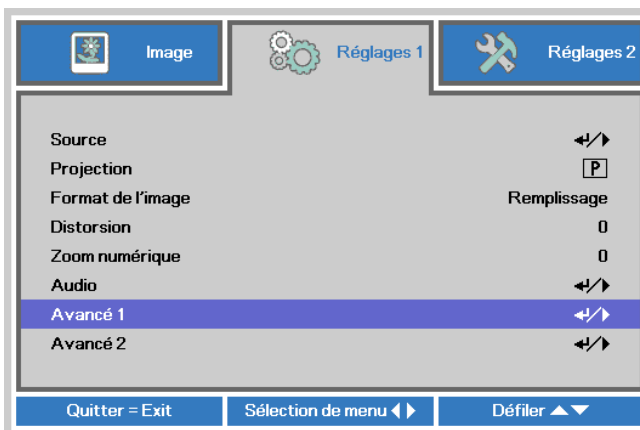 Image
Réglages 1
Réglages 2
Source
Projection P
Format de l'image Remplissage
Distorsion 0
Zoom numérique 0
Audio
Avancé 1
Avancé 2
Quitter = Exit
Sélection de menu
Défiler